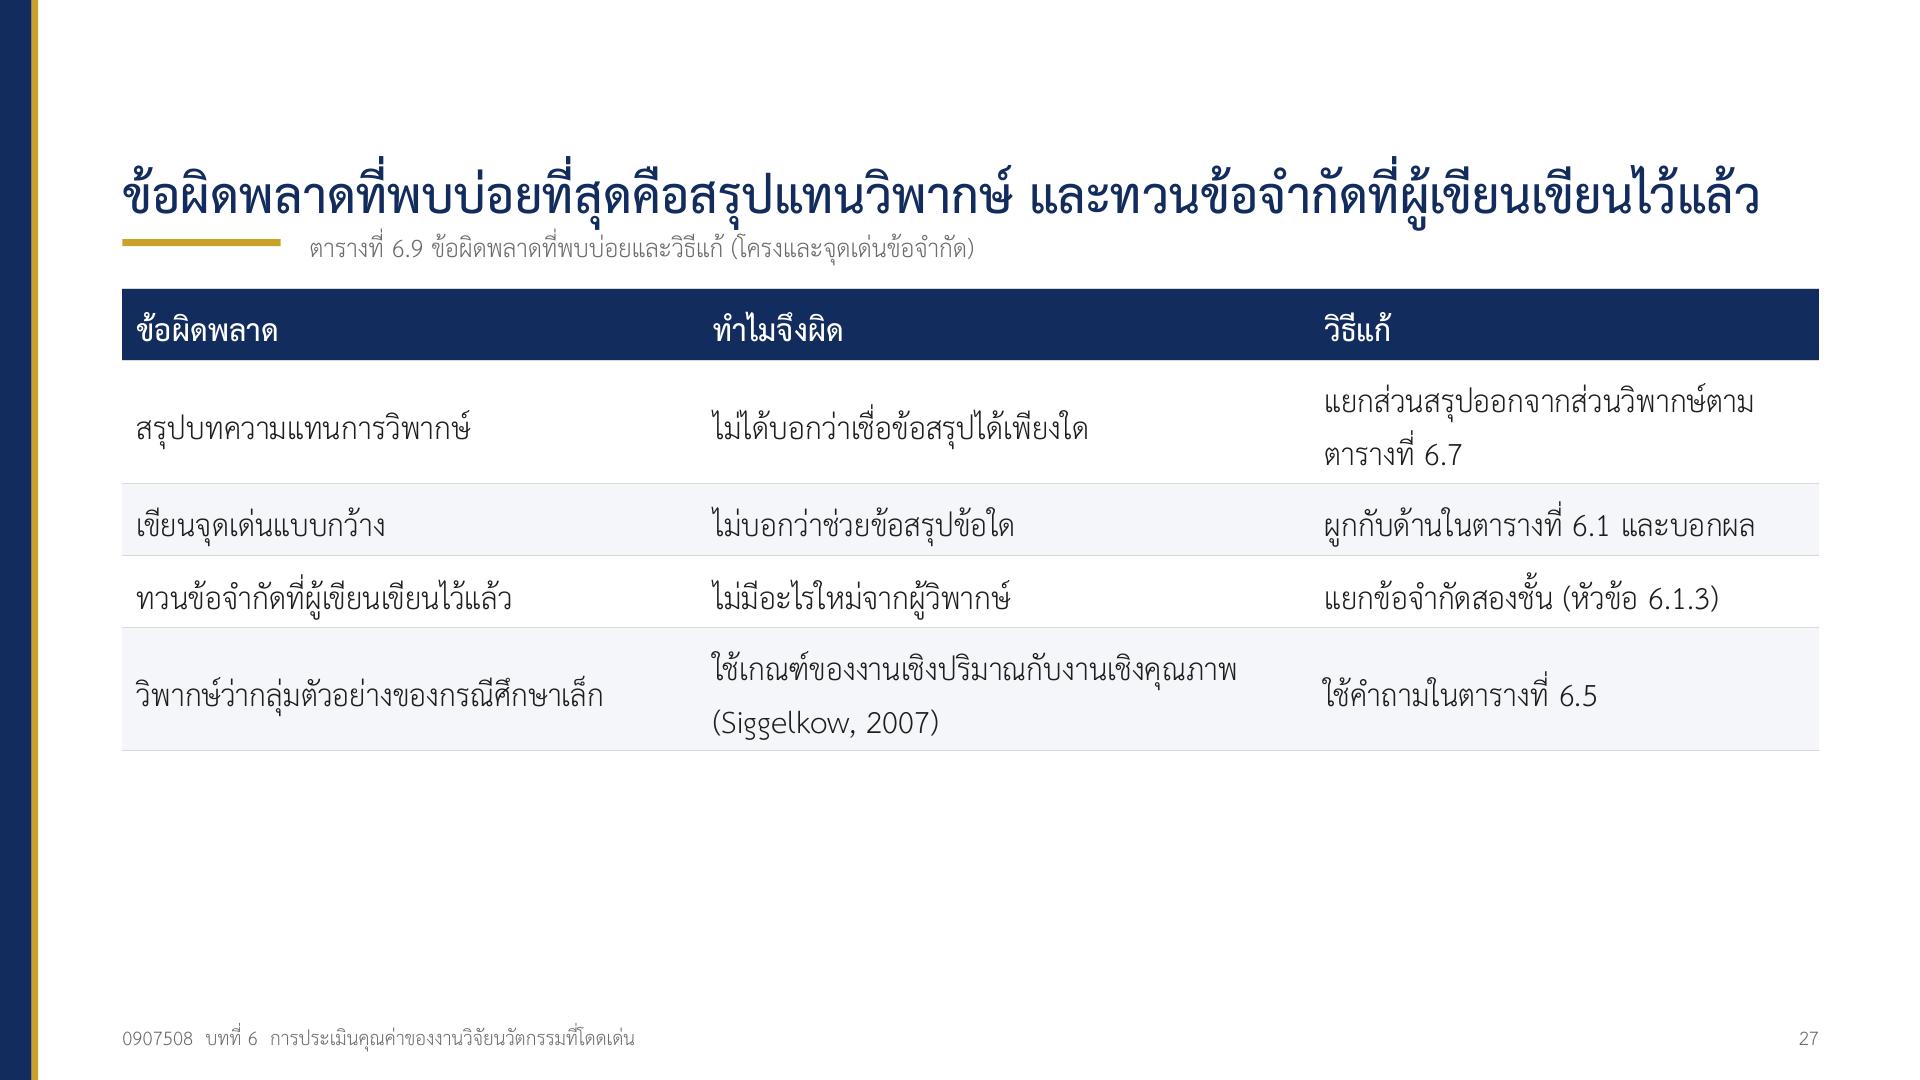 ข้อผิดพลาดที่พบบ่อยที่สุดคือสรุปแทนวิพากษ์ และทวนข้อจำกัดที่ผู้เขียนเขียนไว้แล้ว
ตารางที่ 6.9 ข้อผิดพลาดที่พบบ่อยและวิธีแก้ (โครงและจุดเด่นข้อจำกัด)
ข้อผิดพลาด ทำไมจึงผิด วิธีแก้
สรุปบทความแทนการวิพากษ์ ไม่ได้บอกว่าเชื่อข้อสรุปได้เพียงใด แยกส่วนสรุปออกจากส่วนวิพากษ์ตาม
ตารางที่ 6.7
เขียนจุดเด่นแบบกว้าง ไม่บอกว่าช่วยข้อสรุปข้อใด ผูกกับด้านในตารางที่ 6.1 และบอกผล
ทวนข้อจำกัดที่ผู้เขียนเขียนไว้แล้ว ไม่มีอะไรใหม่จากผู้วิพากษ์ แยกข้อจำกัดสองชั้น (หัวข้อ 6.1.3)
วิพากษ์ว่ากลุ่มตัวอย่างของกรณีศึกษาเล็ก ใช้เกณฑ์ของงานเชิงปริมาณกับงานเชิงคุณภาพ
(Siggelkow, 2007) ใช้คำถามในตารางที่ 6.5
0907508 บทที่ 6 การประเมินคุณค่าของงานวิจัยนวัตกรรมที่โดดเด่น 27